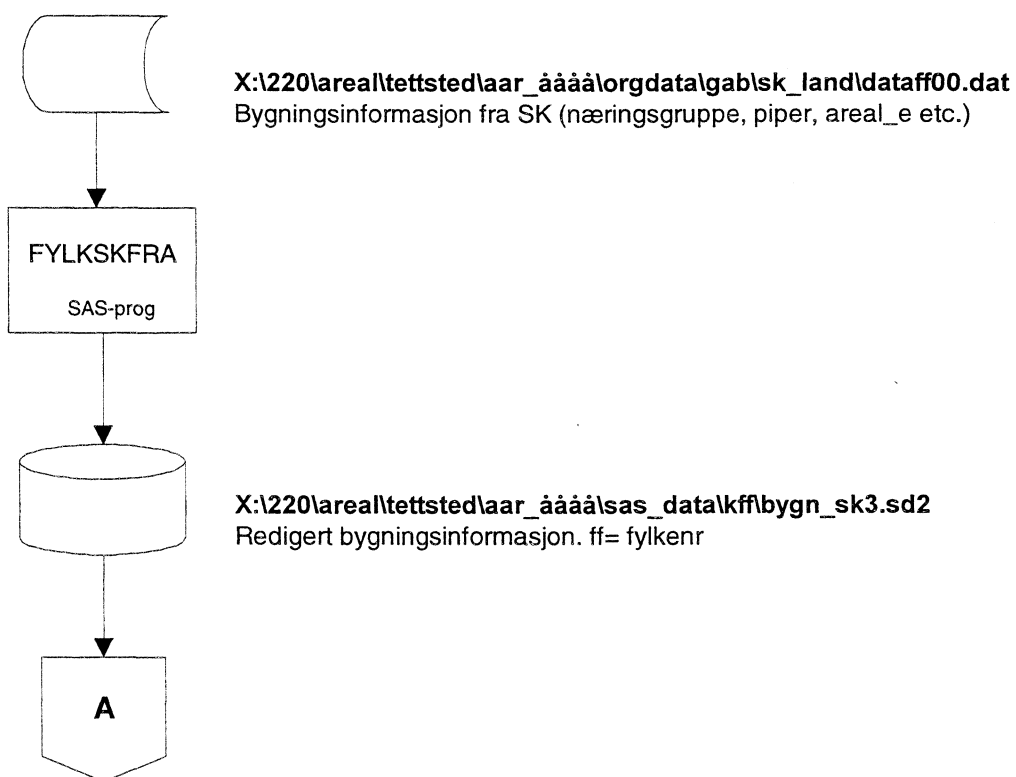 X:\220\areal\tettsted\aar_åååå\orgdata\gab\sk_land\dataff00.dat
Bygningsinformasjon fra SK (næringsgruppe, piper, areal_e etc.)
FYLKSKFRA
SAS-prog
X:\220\areal\tettsted\aar_åååå\sas_data\kff\bygn_sk3.sd2
Redigert bygningsinformasjon. ff= fylkenr
A